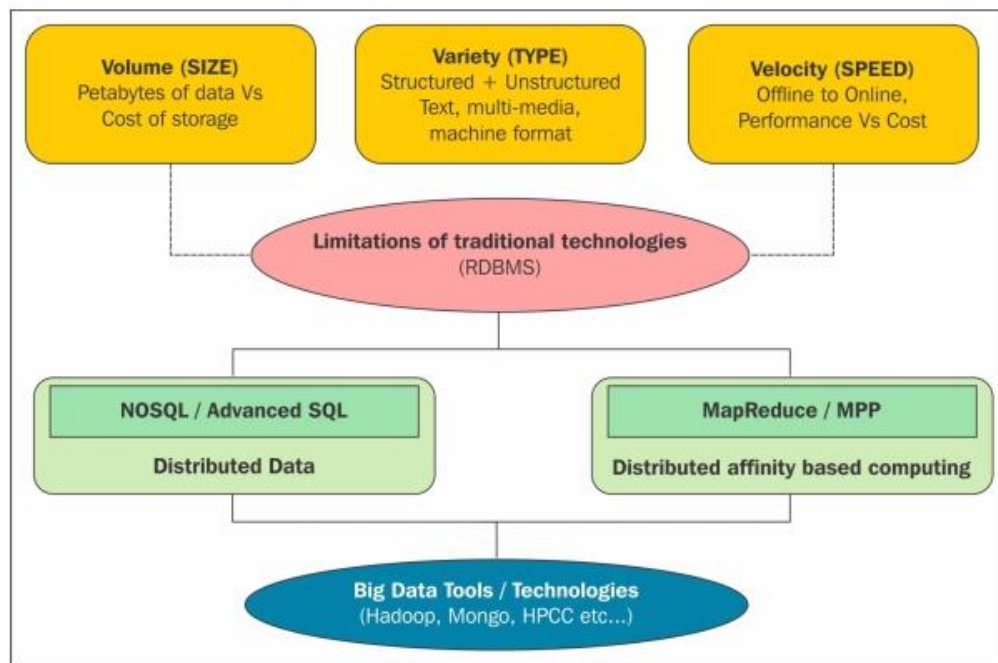 Volume (SIZE)
Petabytes of data Vs
Cost of storage
Variety (TYPE)
Structured + Unstructured
Text, multi-media,
machine format
Velocity (SPEED)
Offline to Online,
Performance Vs Cost
Limitations of traditional technologies
(RDBMS)
NOSQL / Advanced SQL
Distributed Data
MapReduce / MPP
Distributed affinity based computing
Big Data Tools / Technologies
(Hadoop, Mongo, HPCC etc...)